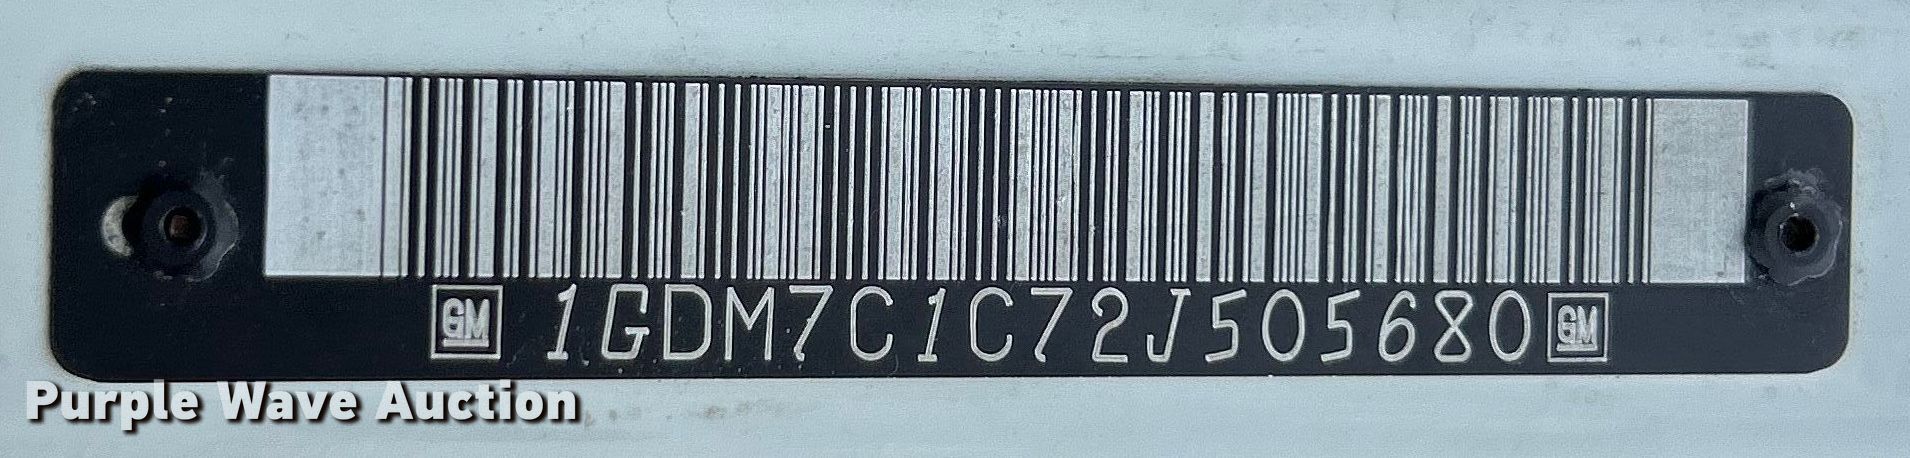 GM 1GDM7C1C72J505680 GM
Purple Wave Auction